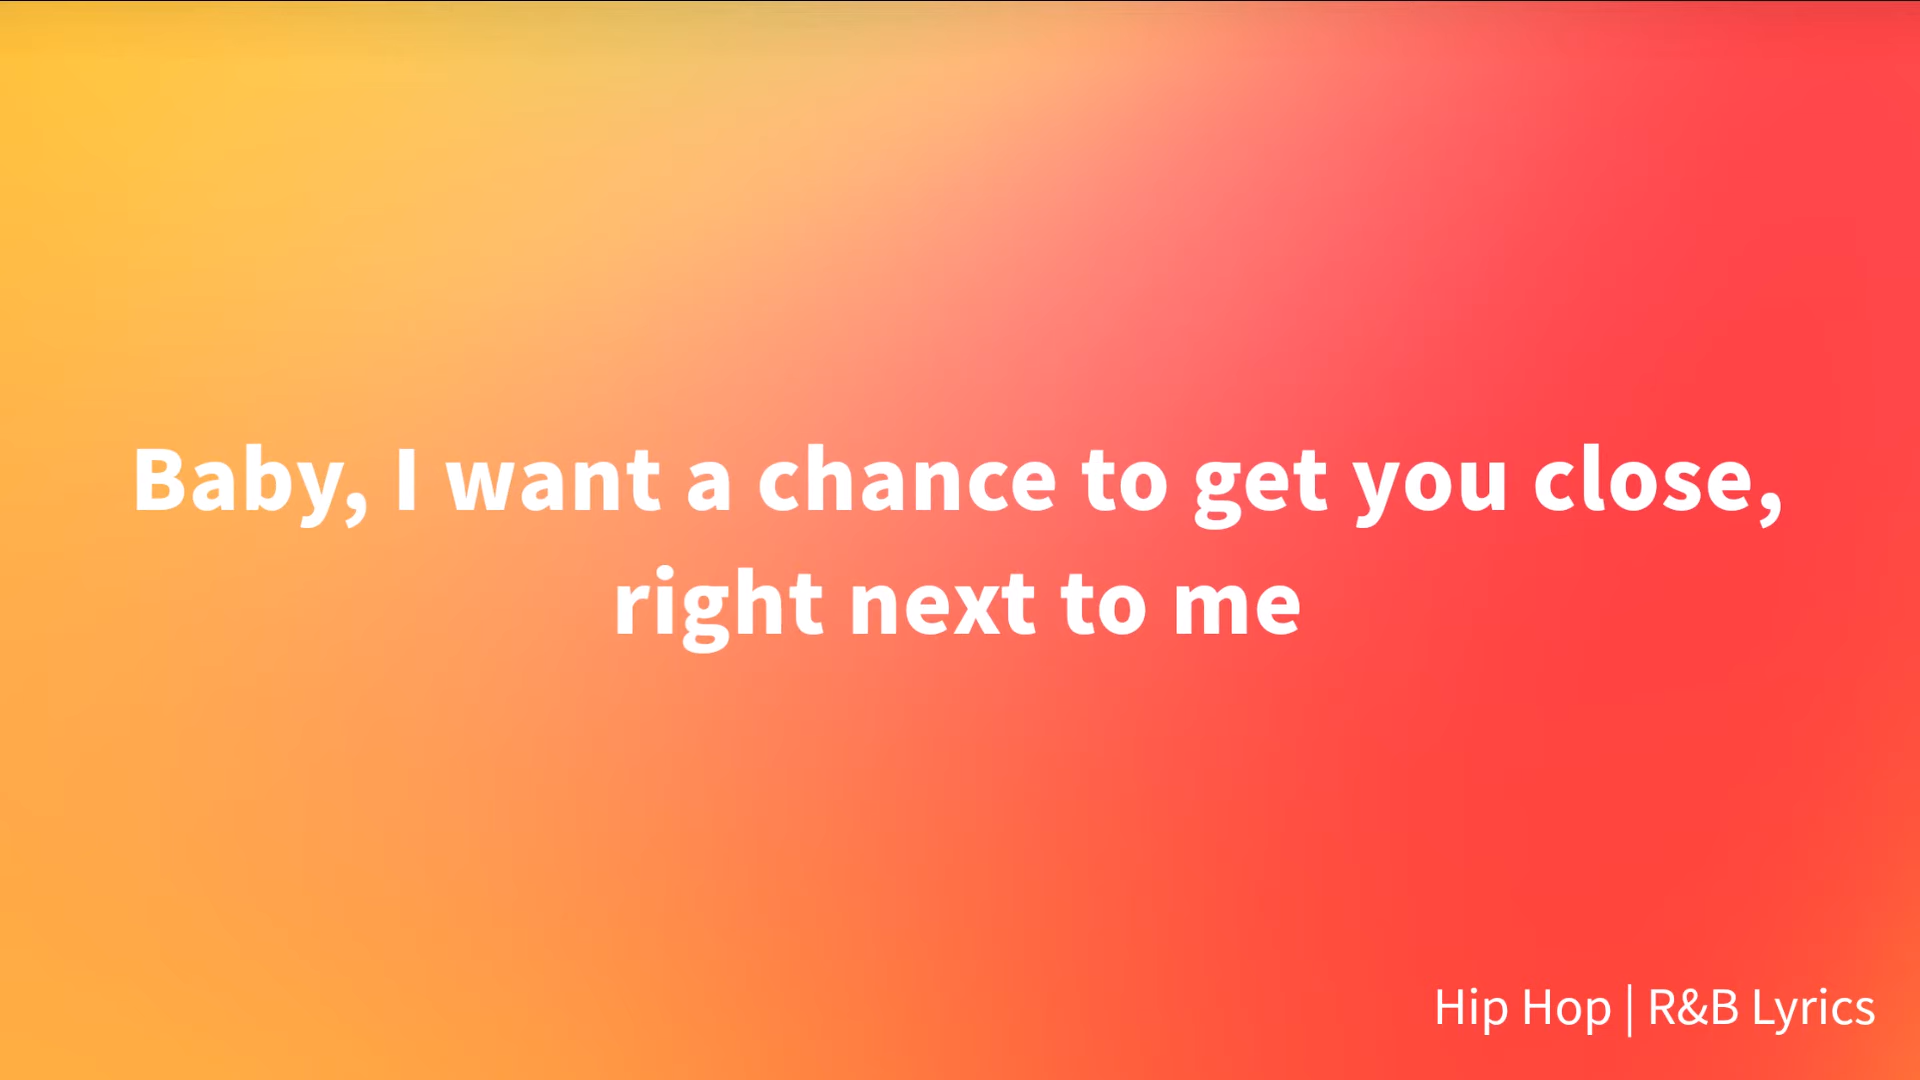 Baby, I want a chance to get you close,
right next to me
Hip Hop | R&B Lyrics